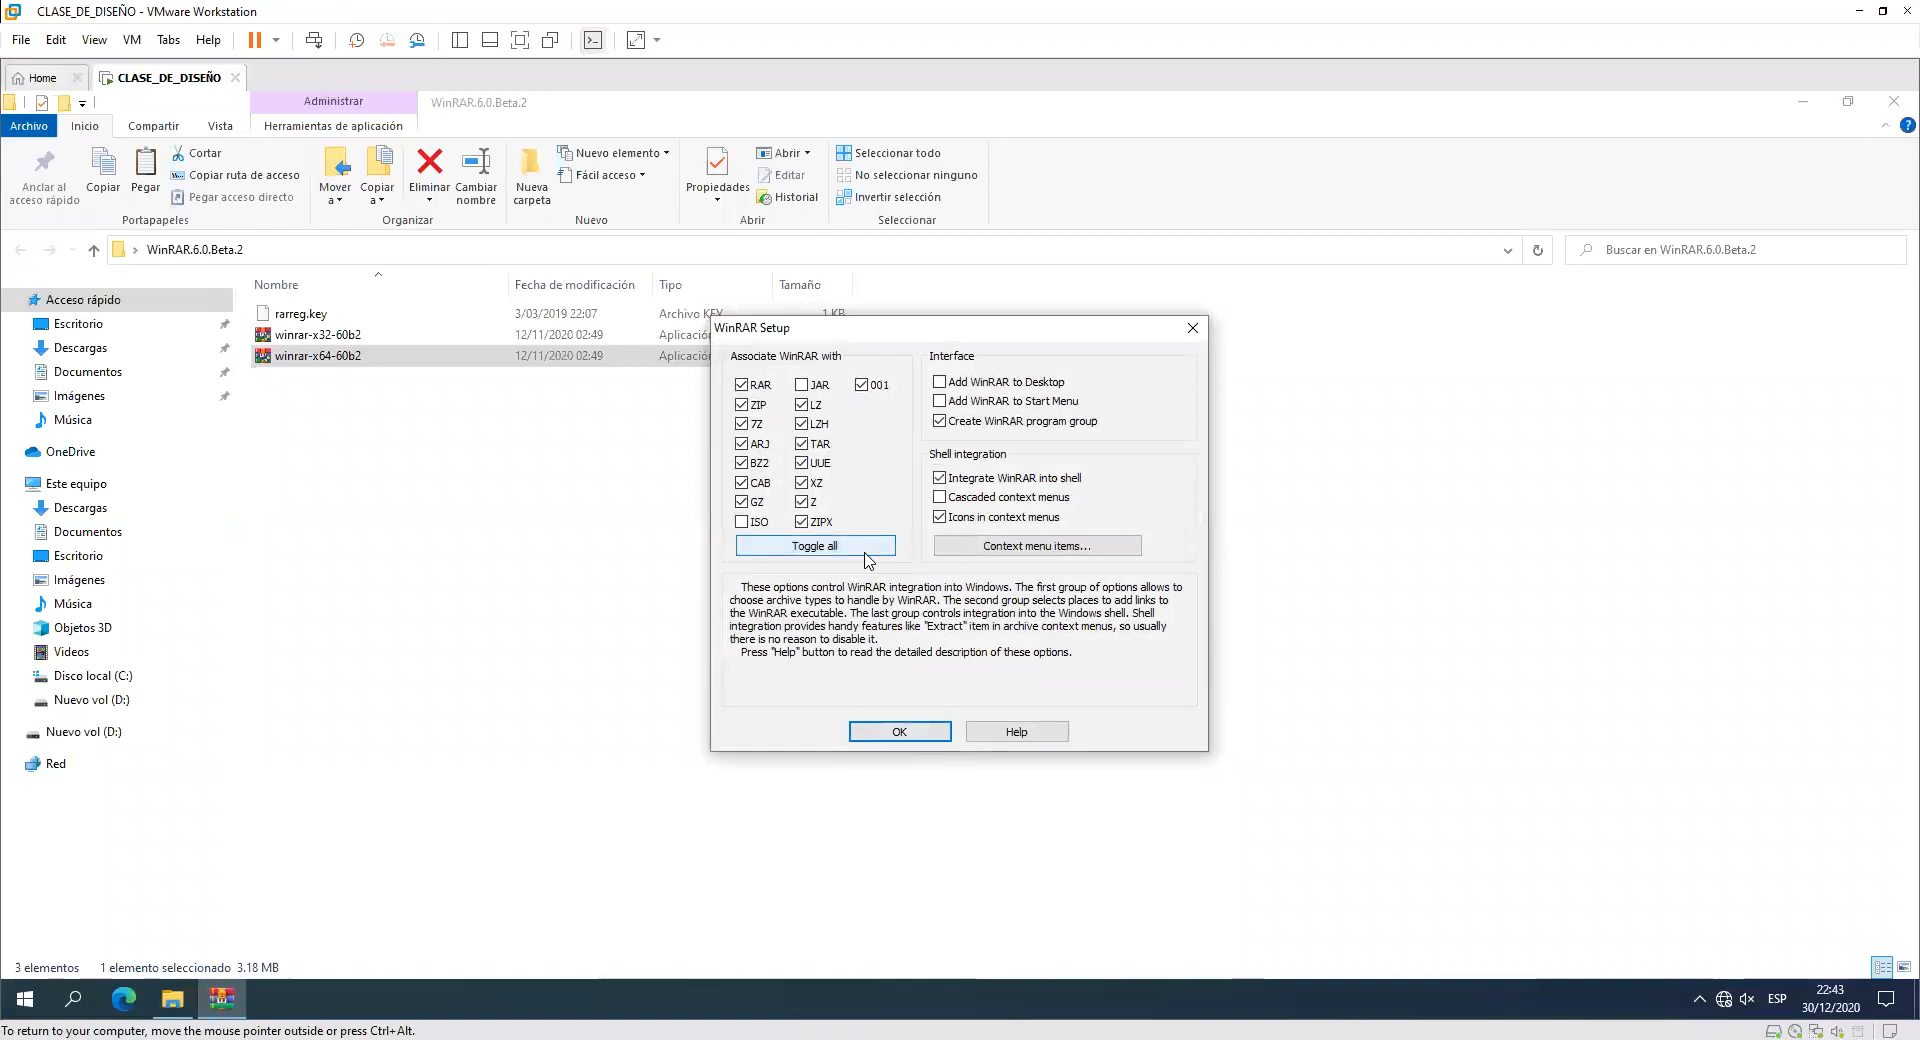 CLASE_DE_DISEÑO - VMware Workstation
File Edit View VM Tabs Help
Home CLASE_DE_DISEÑO
Administrar WinRAR.6.0.Beta.2
Archivo Inicio Compartir Vista Herramientas de aplicación
Anclar al acceso rápido
Copiar
Pegar
Cortar
Copiar ruta de acceso
Pegar acceso directo
Portapapeles
Mover a
Copiar a
Eliminar
Cambiar nombre
Organizar
Nueva carpeta
Nuevo elemento
Fácil acceso
Nuevo
Propiedades
Abrir
Editar
Historial
Abrir
Seleccionar todo
No seleccionar ninguno
Invertir selección
Seleccionar
WinRAR.6.0.Beta.2
Buscar en WinRAR.6.0.Beta.2
Acceso rápido
Escritorio
Descargas
Documentos
Imágenes
Música
OneDrive
Este equipo
Descargas
Documentos
Escritorio
Imágenes
Música
Objetos 3D
Videos
Disco local (C:)
Nuevo vol (D:)
Nuevo vol (D:)
Red
Nombre Fecha de modificación Tipo Tamaño
rarreg.key 3/03/2019 22:07 Archivo KEY 1 KB
winrar-x32-60b2 12/11/2020 02:49 Aplicació
winrar-x64-60b2 12/11/2020 02:49 Aplicació
WinRAR Setup
Associate WinRAR with
RAR JAR 001
ZIP LZ
7Z LZH
ARJ TAR
BZ2 UUE
CAB XZ
GZ Z
ISO ZIPX
Toggle all
Interface
Add WinRAR to Desktop
Add WinRAR to Start Menu
Create WinRAR program group
Shell integration
Integrate WinRAR into shell
Cascaded context menus
Icons in context menus
Context menu items...
These options control WinRAR integration into Windows. The first group of options allows to
choose archive types to handle by WinRAR. The second group selects places to add links to
the WinRAR executable. The last group controls integration into the Windows shell. Shell
integration provides handy features like "Extract" item in archive context menus, so usually
there is no reason to disable it.
Press "Help" button to read the detailed description of these options.
OK Help
3 elementos 1 elemento seleccionado 3.18 MB
ESP
22:43
30/12/2020
To return to your computer, move the mouse pointer outside or press Ctrl+Alt.